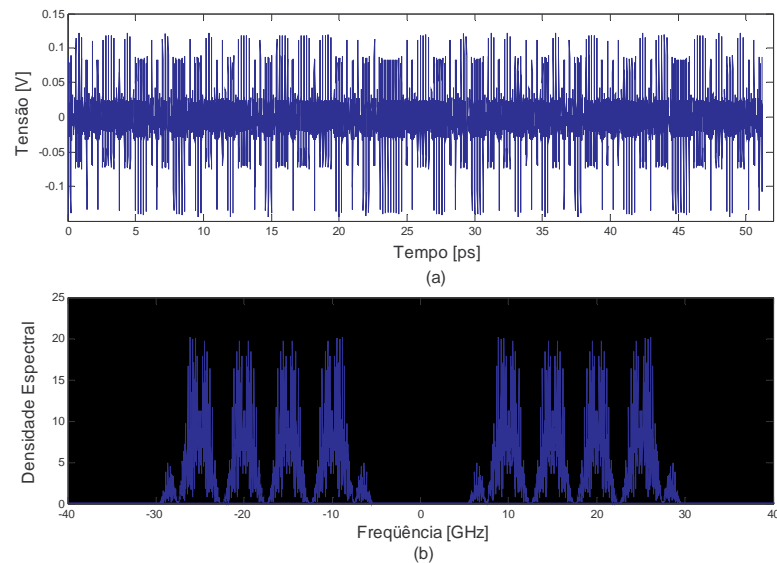 0.15
0.1
0.05
0
-0.05
-0.1
Tensão [V]
0 5 10 15 20 25 30 35 40 45 50
Tempo [ps]
(a)
25
20
15
10
5
0
Densidade Espectral
-40 -30 -20 -10 0 10 20 30 40
Freqüência [GHz]
(b)